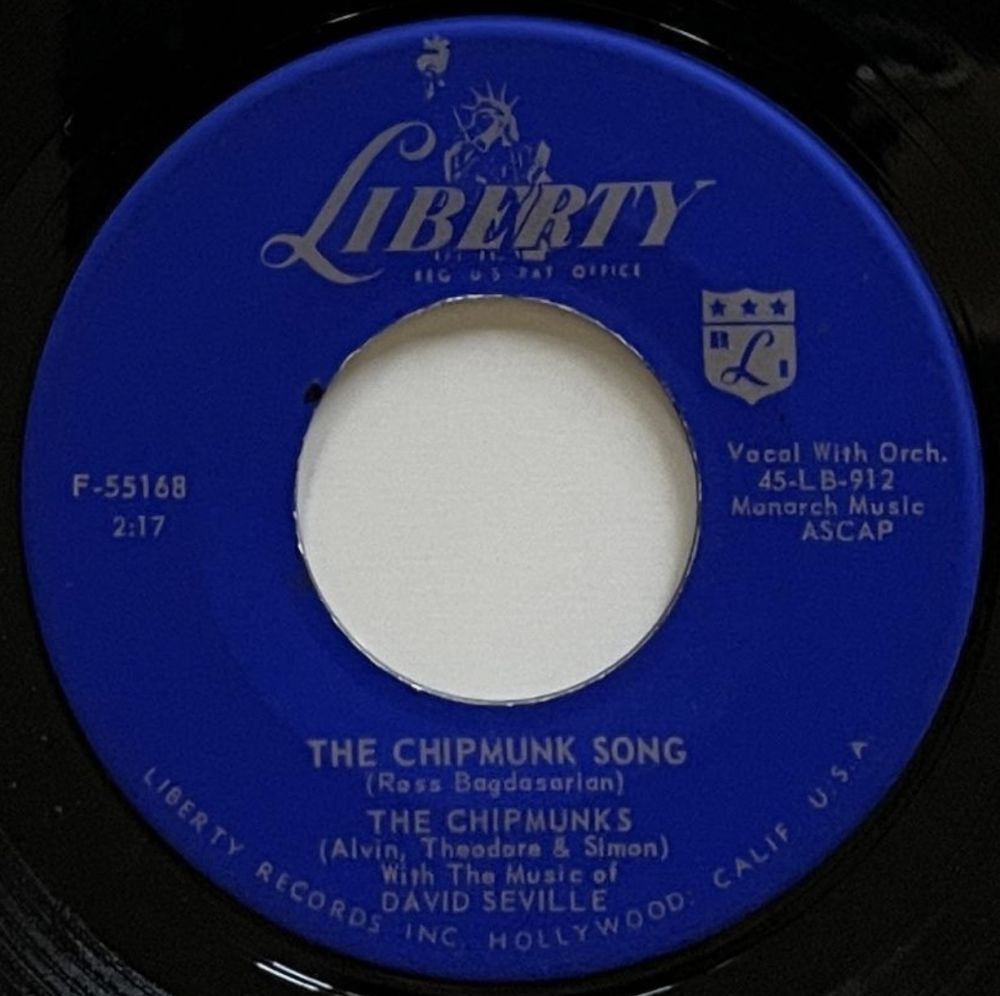 LIBERTY
REG U S PAT OFFICE
L
F-55168
2:17
Vocal With Orch.
45-LB-912
Monarch Music
ASCAP
THE CHIPMUNK SONG
(Ross Bagdasarian)
THE CHIPMUNKS
(Alvin, Theodore & Simon)
With The Music of
DAVID SEVILLE
LIBERTY RECORDS INC. HOLLYWOOD. CALIF U.S.A.